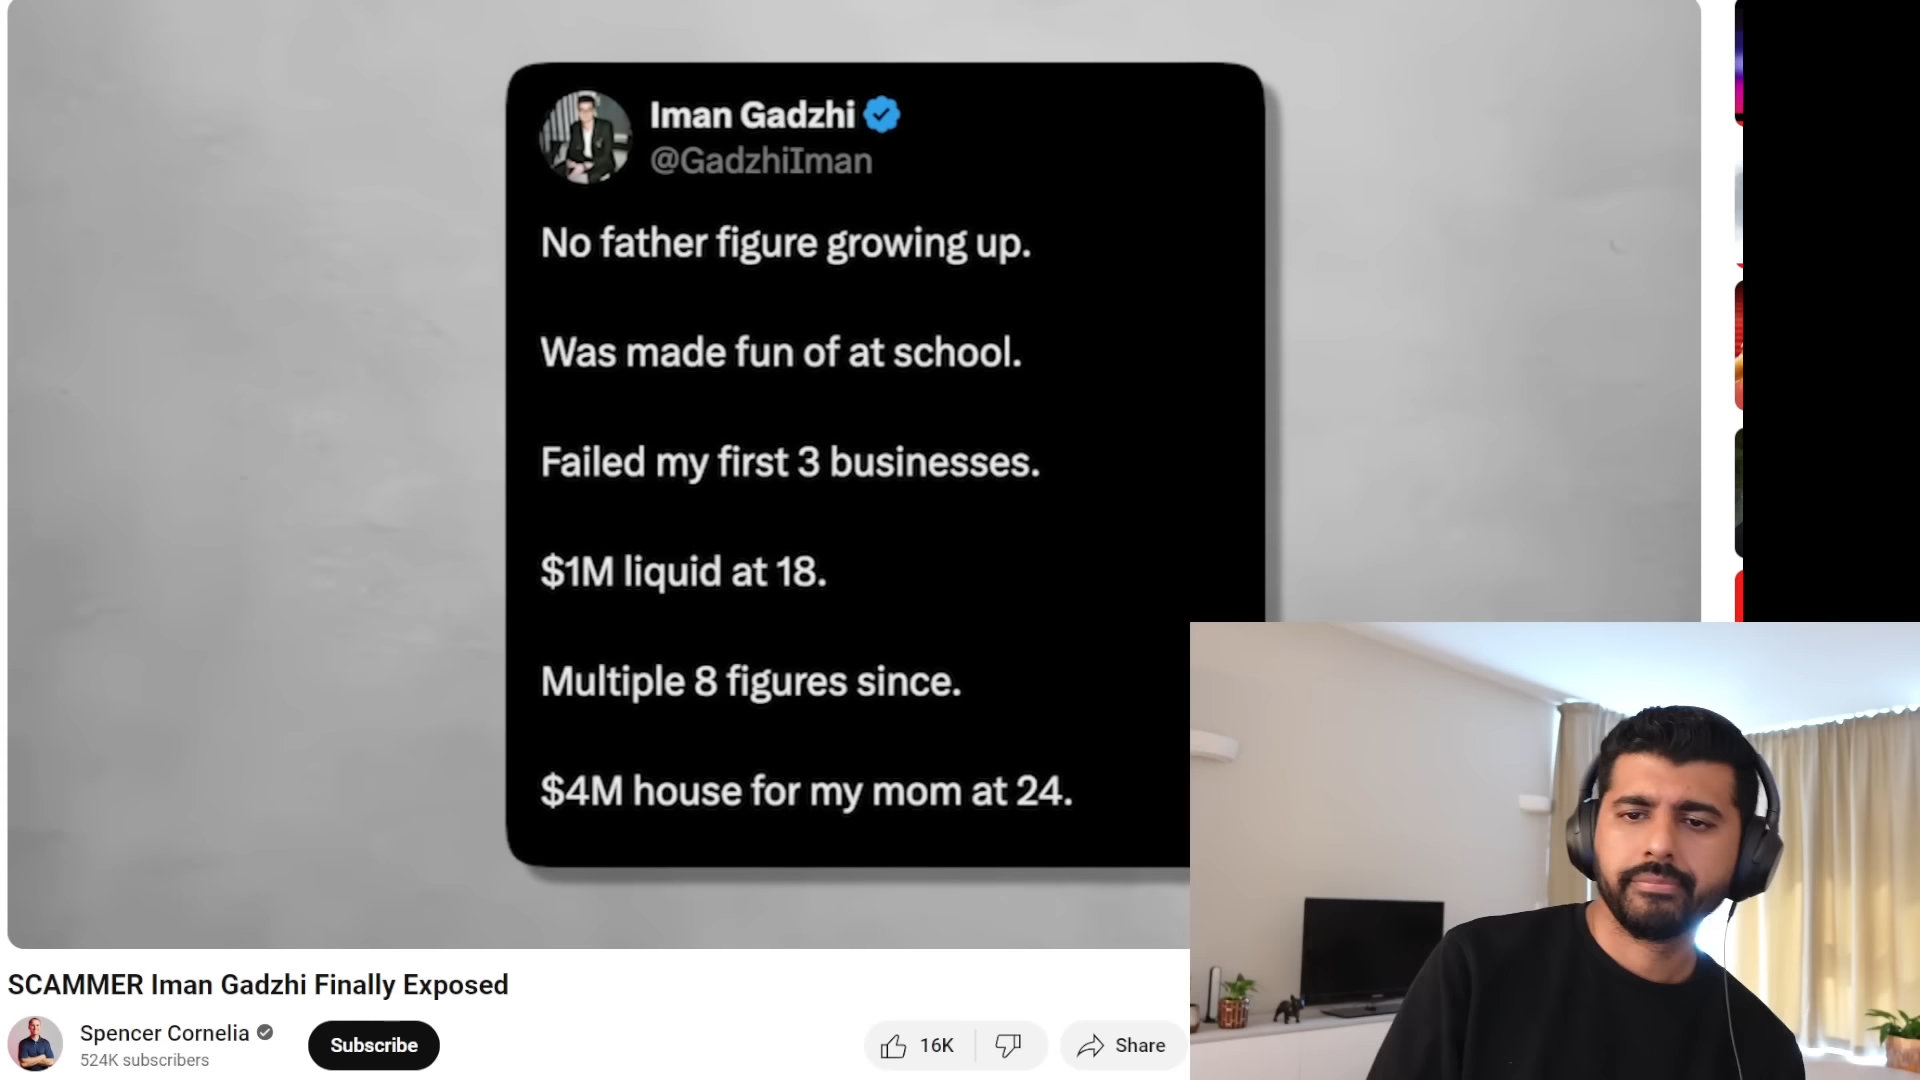 Iman Gadzhi
@GadzhiIman
No father figure growing up.
Was made fun of at school.
Failed my first 3 businesses.
$1M liquid at 18.
Multiple 8 figures since.
$4M house for my mom at 24.
SCAMMER Iman Gadzhi Finally Exposed
Spencer Cornelia
524K subscribers
Subscribe
16K
Share